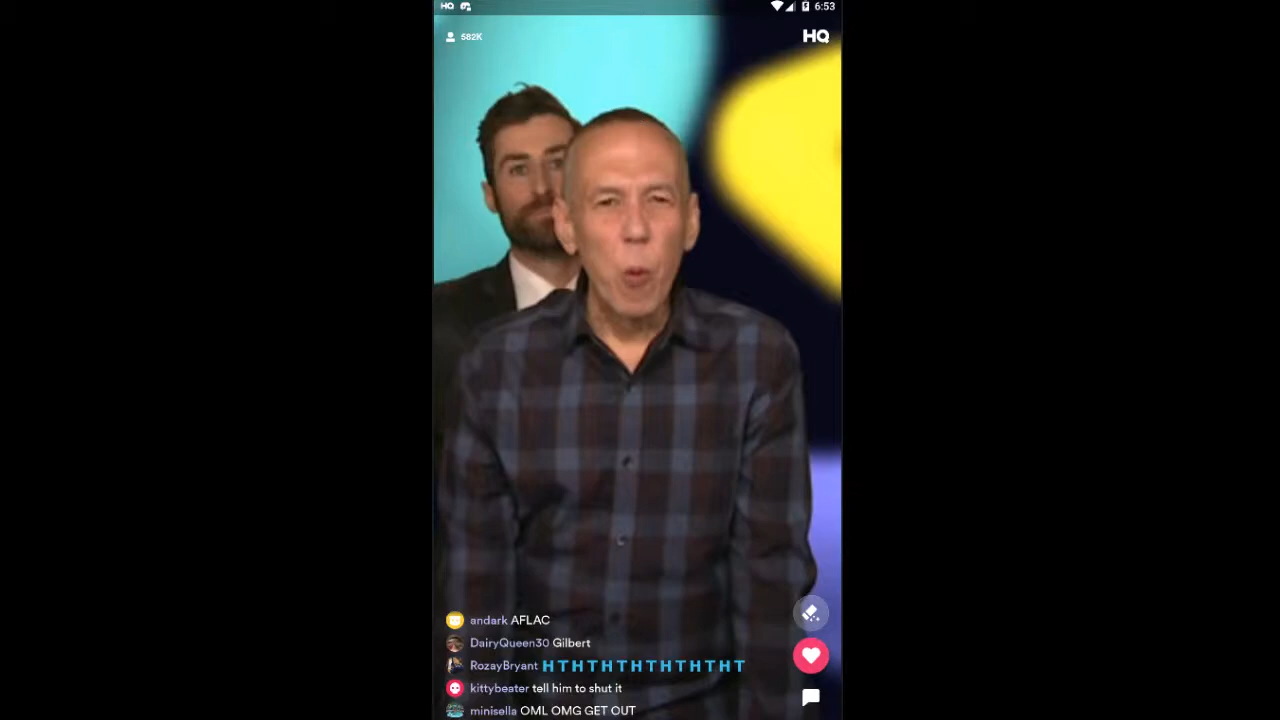 HQ
6:53
582K
HQ
andark AFLAC
DairyQueen30 Gilbert
RozayBryant HTHTHTHTHTHTHT
kittybeater tell him to shut it
minisella OML OMG GET OUT